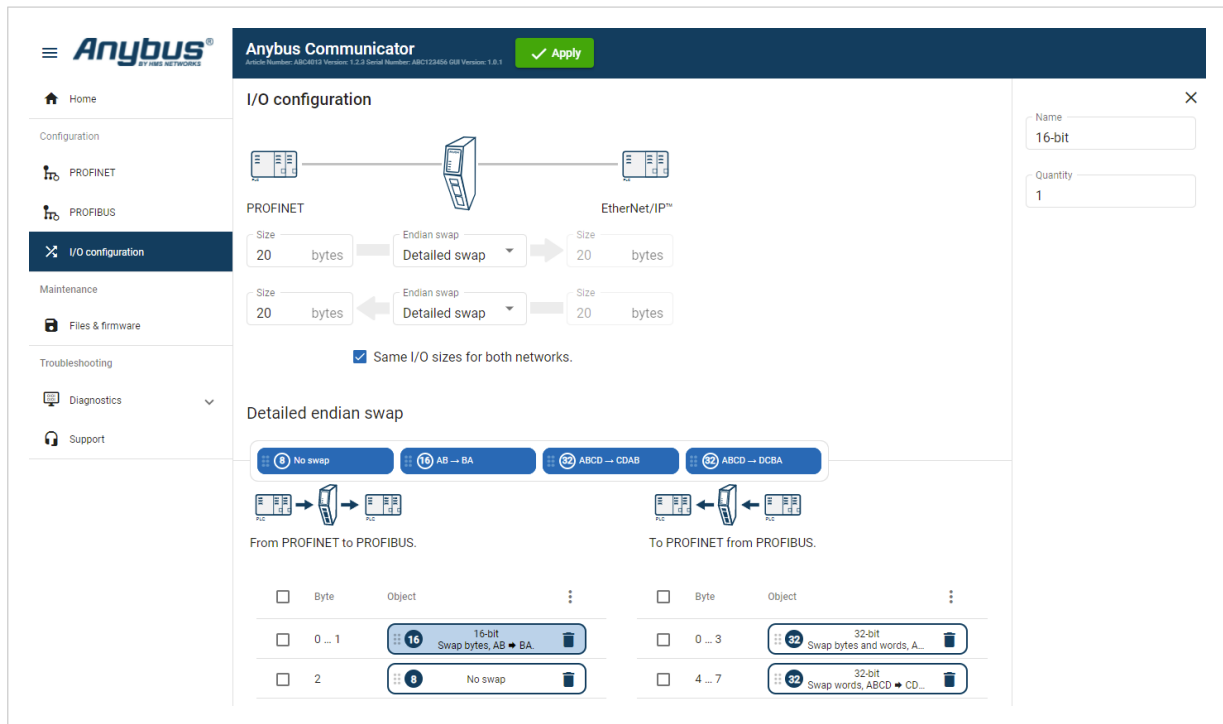 Anybus®
BY HMS NETWORKS
Anybus Communicator
Article Number: ABC4013 Version: 1.2.3 Serial Number: ABC123456 GUI Version: 1.0.1
Apply
Home
Configuration
PROFINET
PROFIBUS
I/O configuration
Maintenance
Files & firmware
Troubleshooting
Diagnostics
Support
I/O configuration
PLC PLC
PROFINET EtherNet/IP™
Size Endian swap Size
20 bytes Detailed swap 20 bytes
Size Endian swap Size
20 bytes Detailed swap 20 bytes
Same I/O sizes for both networks.
Detailed endian swap
8 No swap 16 AB → BA 32 ABCD → CDAB 32 ABCD → DCBA
PLC PLC PLC PLC
From PROFINET to PROFIBUS. To PROFINET from PROFIBUS.
Byte Object Byte Object
0 ... 1 16 16-bit 0 ... 3 32 32-bit
Swap bytes, AB ➡ BA. Swap bytes and words, A...
2 8 No swap 4 ... 7 32 32-bit
Swap words, ABCD ➡ CD...
Name
16-bit
Quantity
1